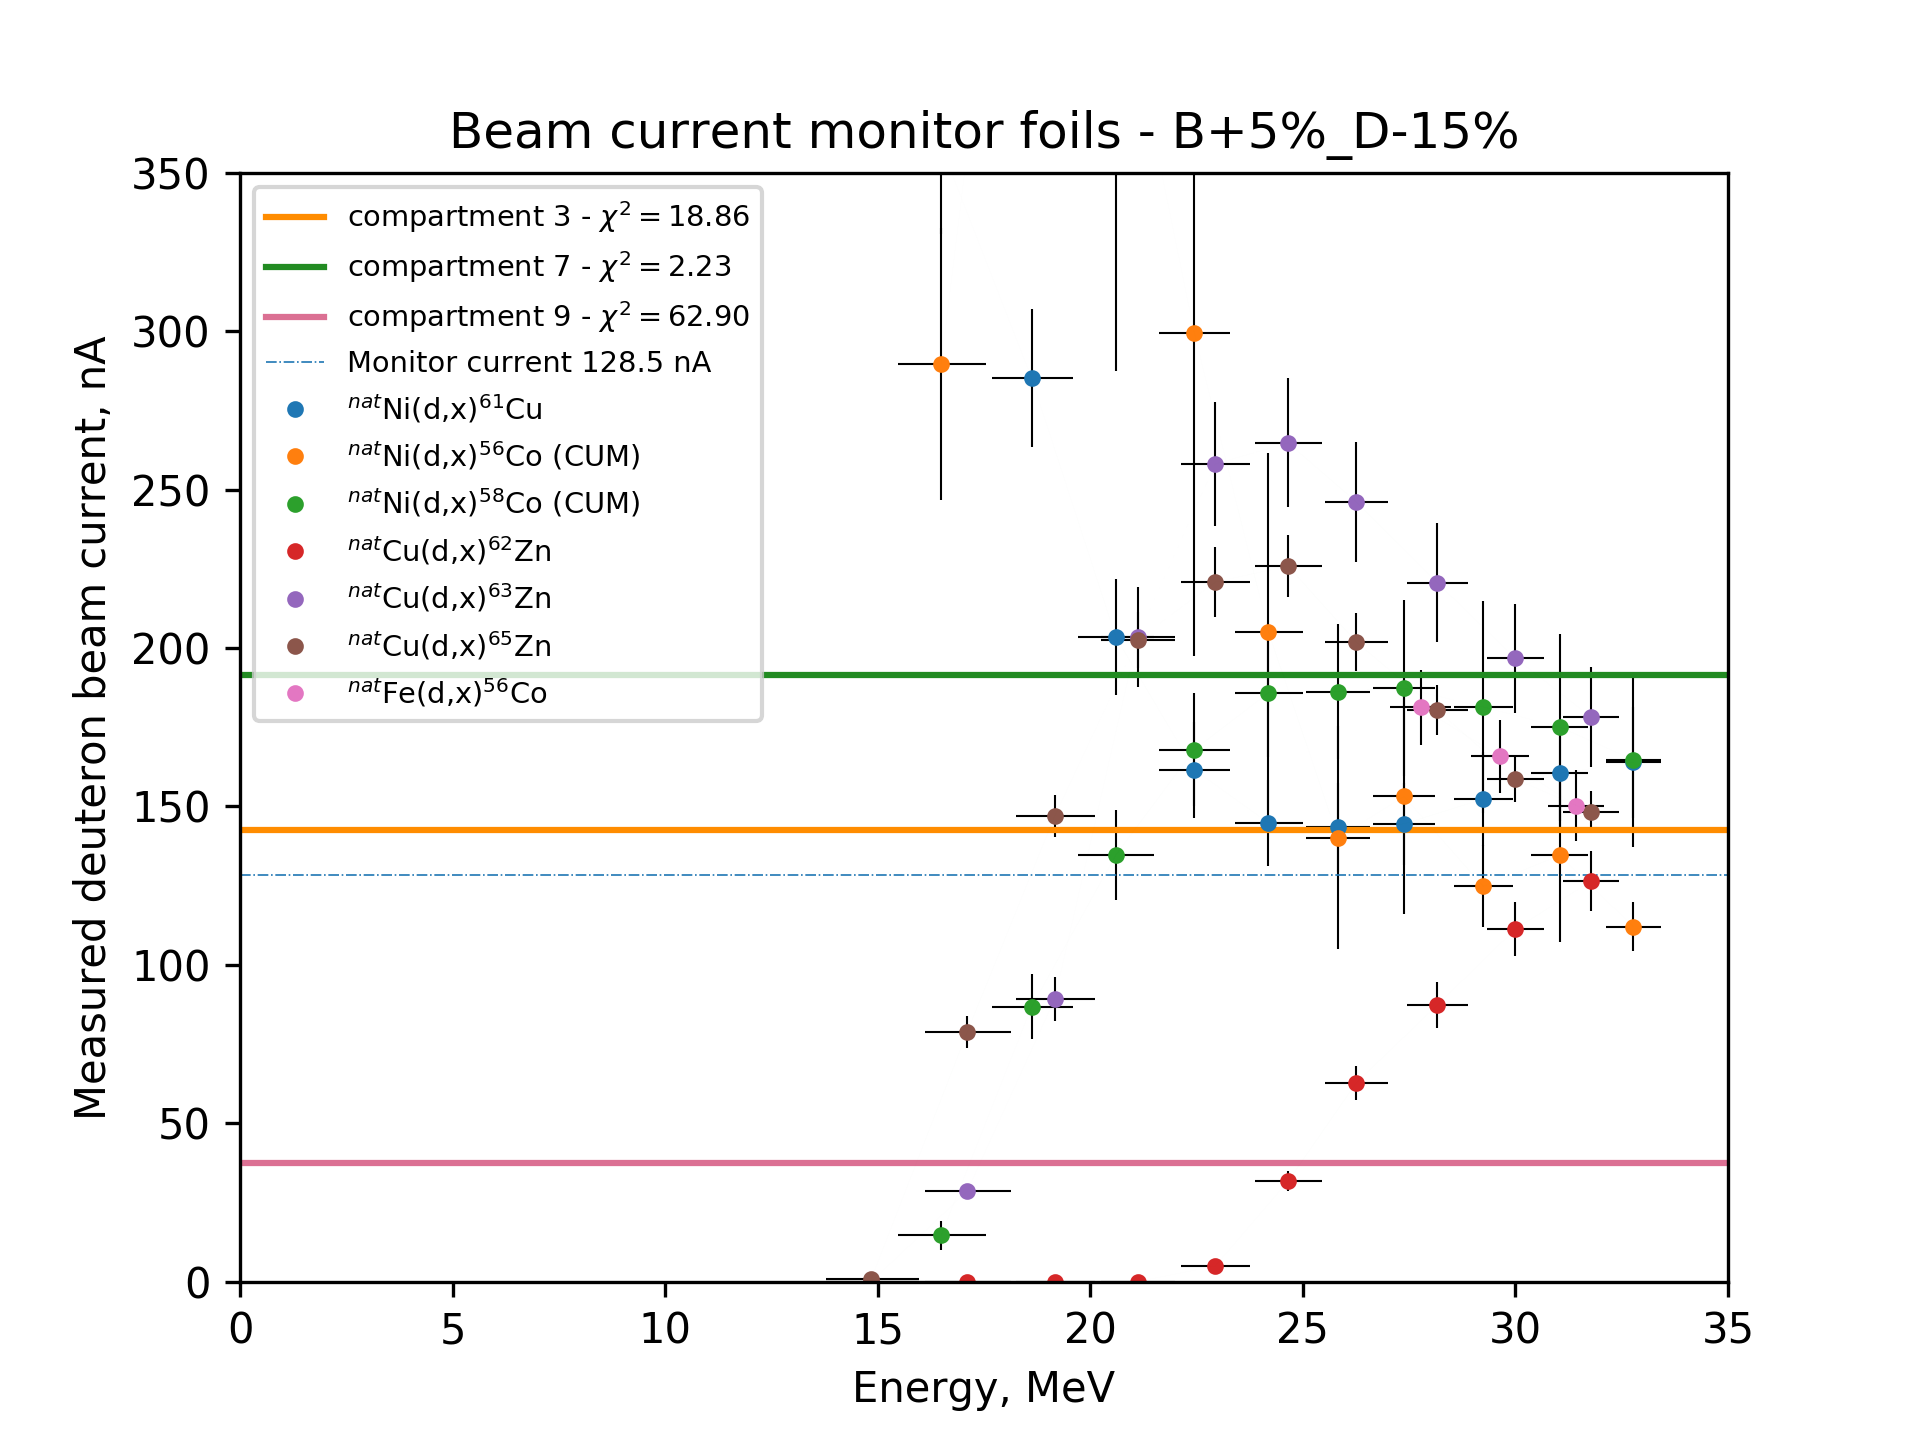 Beam current monitor foils - B+5%_D-15%
350
300
250
200
150
100
50
0
Measured deuteron beam current, nA
compartment 3 - χ² = 18.86
compartment 7 - χ² = 2.23
compartment 9 - χ² = 62.90
Monitor current 128.5 nA
ⁿᵃᵗNi(d,x)⁶¹Cu
ⁿᵃᵗNi(d,x)⁵⁶Co (CUM)
ⁿᵃᵗNi(d,x)⁵⁸Co (CUM)
ⁿᵃᵗCu(d,x)⁶²Zn
ⁿᵃᵗCu(d,x)⁶³Zn
ⁿᵃᵗCu(d,x)⁶⁵Zn
ⁿᵃᵗFe(d,x)⁵⁶Co
0 5 10 15 20 25 30 35
Energy, MeV